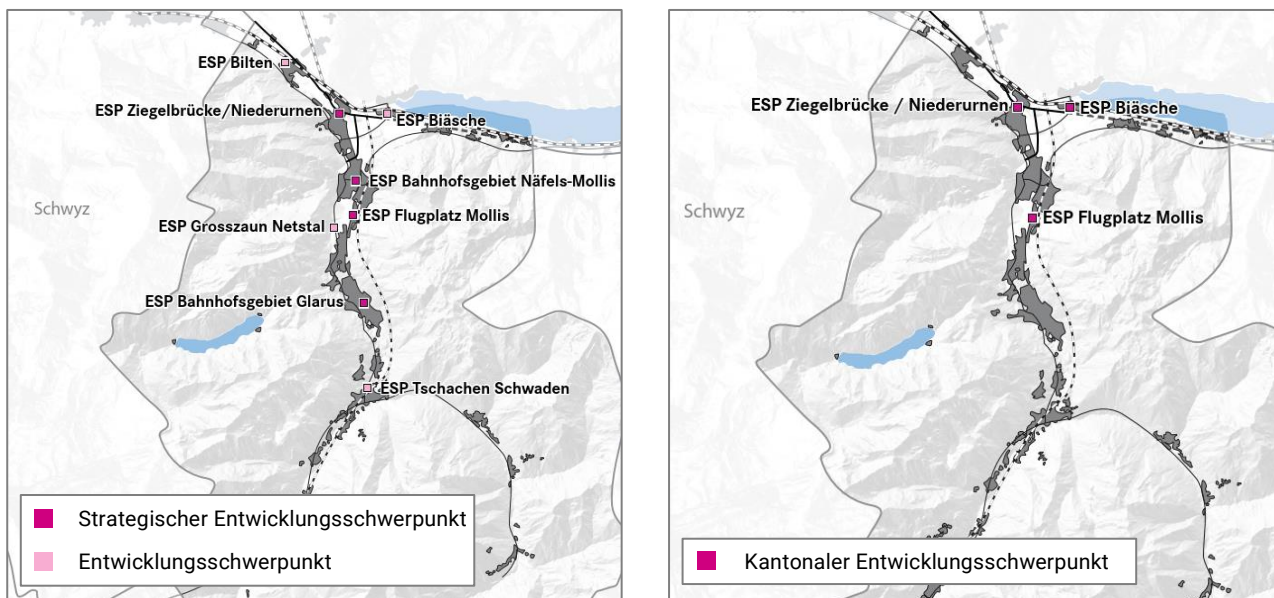 ESP Bilten
ESP Ziegelbrücke/Niederurnen
ESP Biäsche
ESP Bahnhofsgebiet Näfels-Mollis
Schwyz
ESP Flugplatz Mollis
ESP Grosszaun Netstal
ESP Bahnhofsgebiet Glarus
ESP Tschachen Schwaden
Strategischer Entwicklungsschwerpunkt
Entwicklungsschwerpunkt
ESP Ziegelbrücke / Niederurnen
ESP Biäsche
Schwyz
ESP Flugplatz Mollis
Kantonaler Entwicklungsschwerpunkt